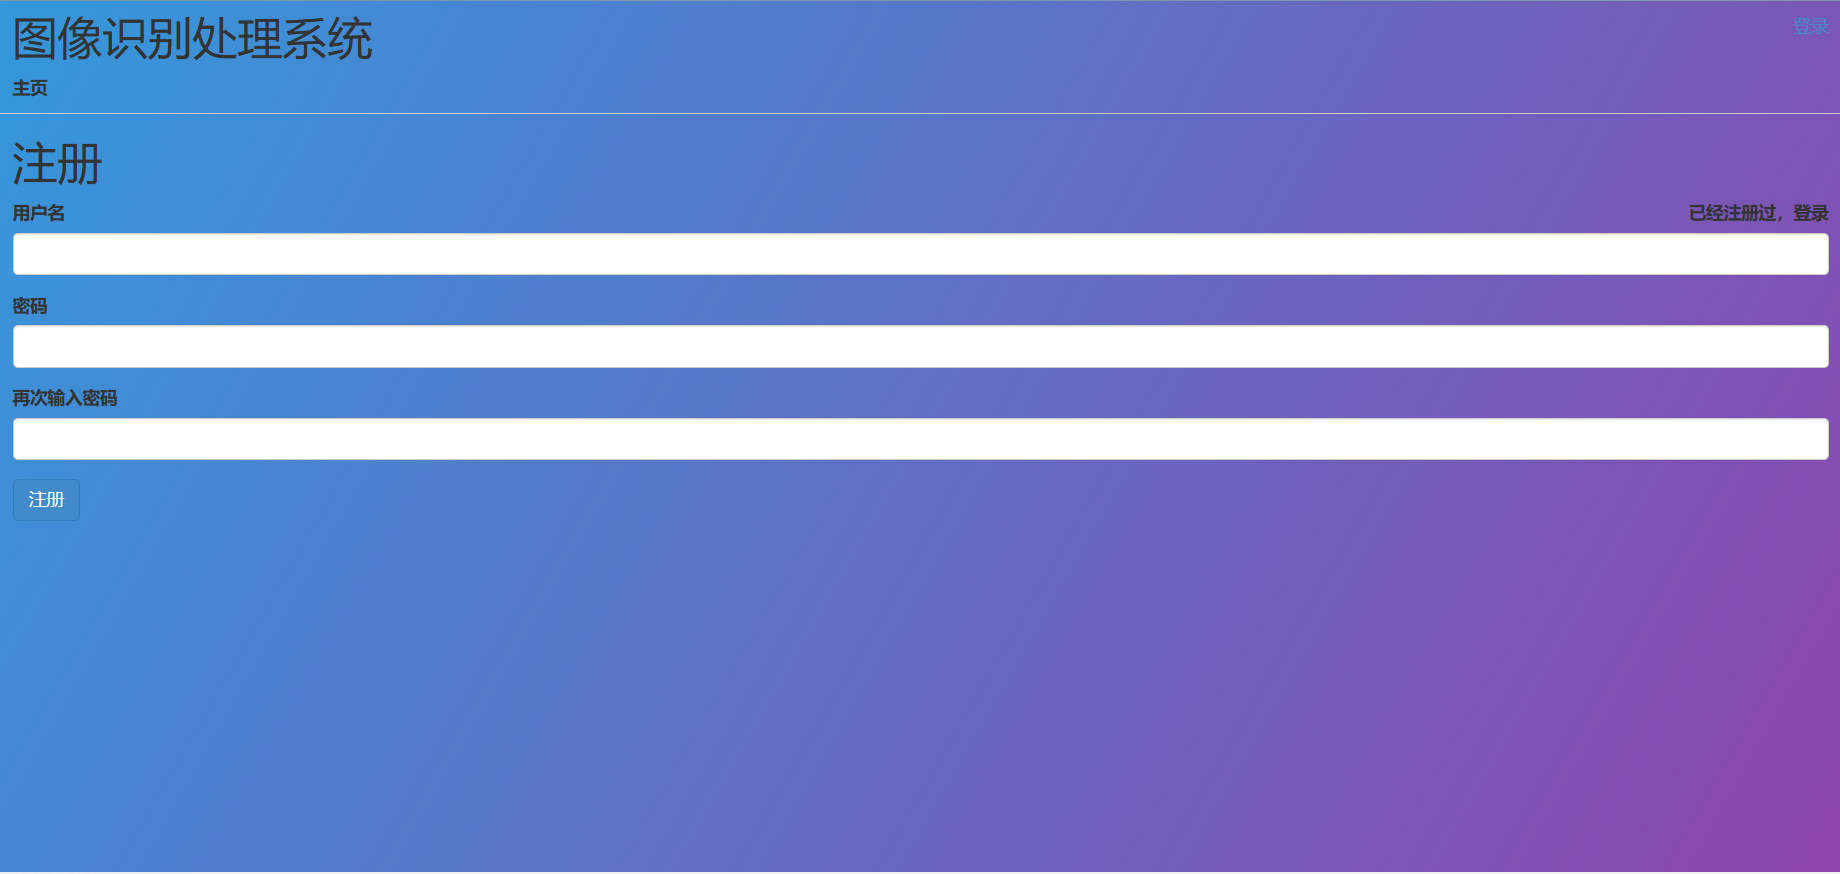 图像识别处理系统
登录
主页
注册
用户名
已经注册过，登录
密码
再次输入密码
注册